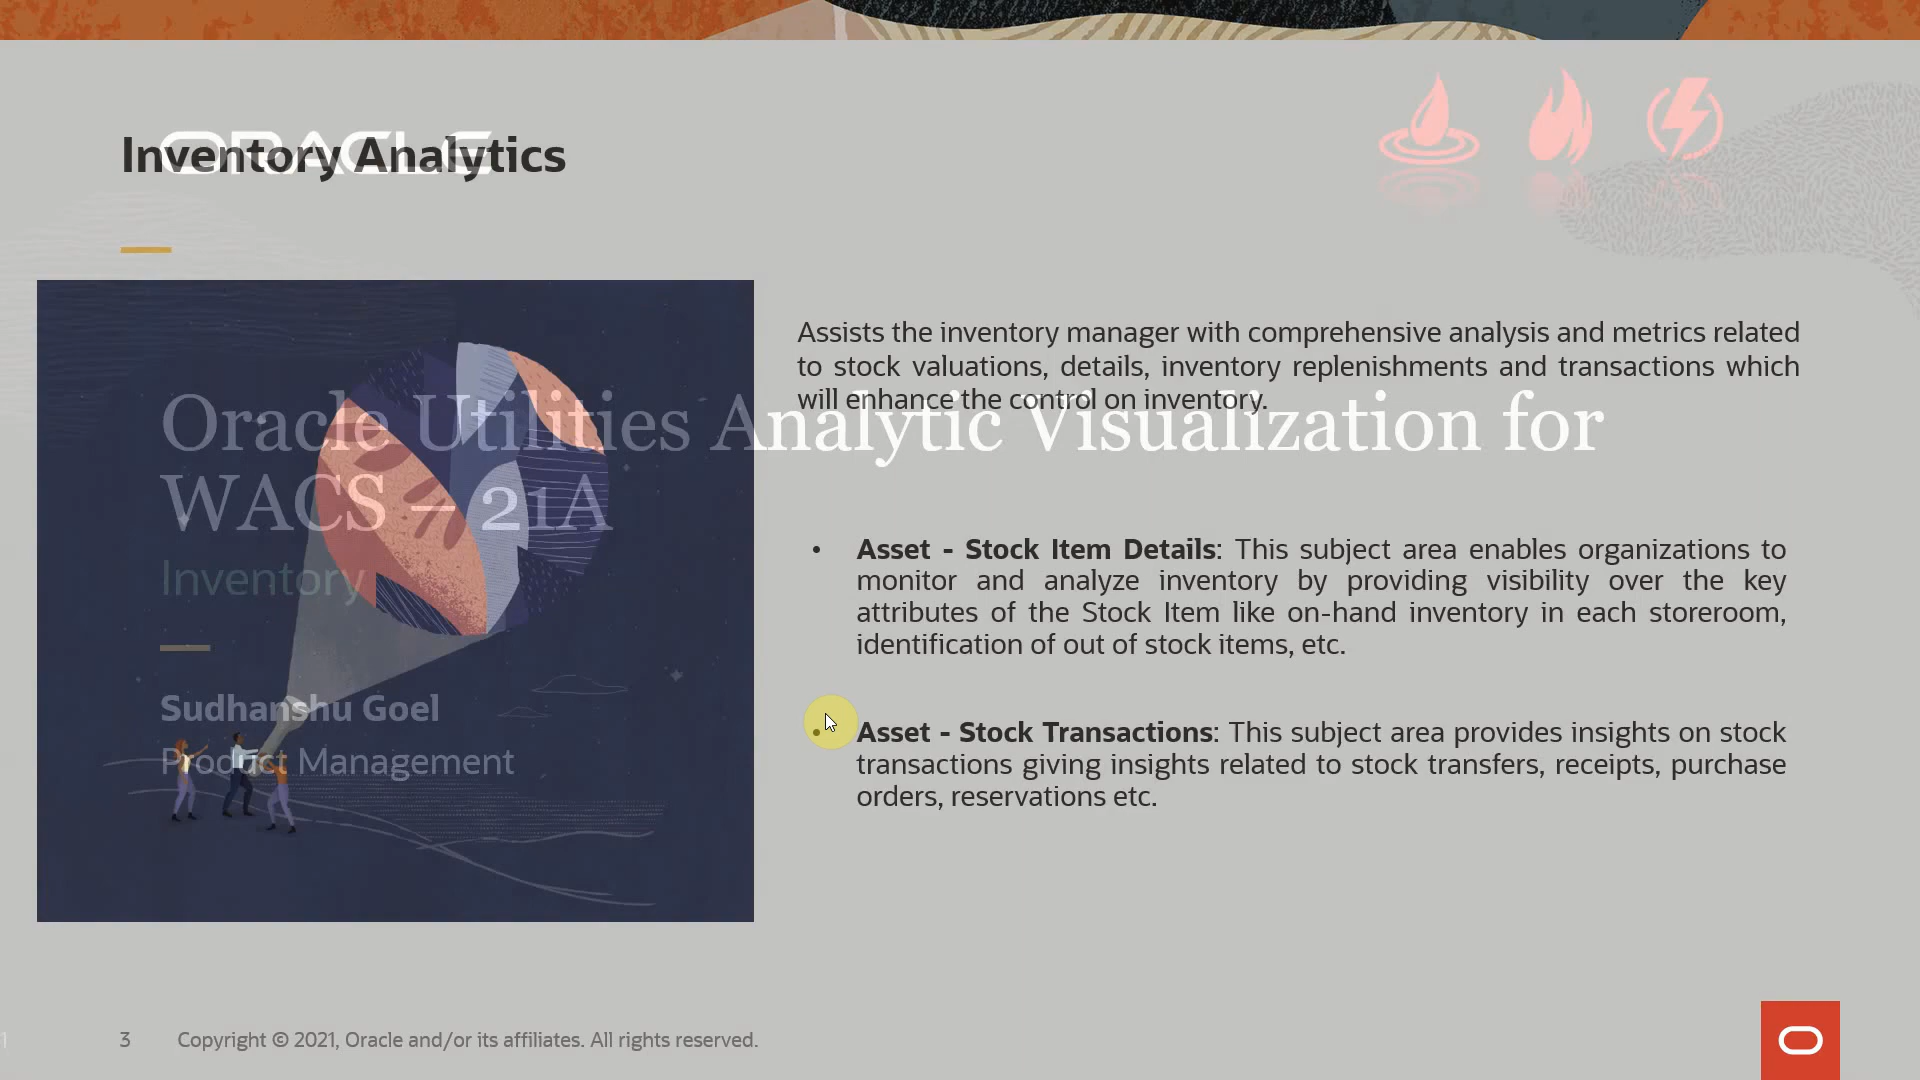 ORACLE
Inventory Analytics
Assists the inventory manager with comprehensive analysis and metrics related
to stock valuations, details, inventory replenishments and transactions which
will enhance the control on inventory.
Oracle Utilities Analytic Visualization for
WACS – 21A
Inventory
Sudhanshu Goel
Product Management
• Asset - Stock Item Details: This subject area enables organizations to
monitor and analyze inventory by providing visibility over the key
attributes of the Stock Item like on-hand inventory in each storeroom,
identification of out of stock items, etc.
• Asset - Stock Transactions: This subject area provides insights on stock
transactions giving insights related to stock transfers, receipts, purchase
orders, reservations etc.
1
3 Copyright © 2021, Oracle and/or its affiliates. All rights reserved.